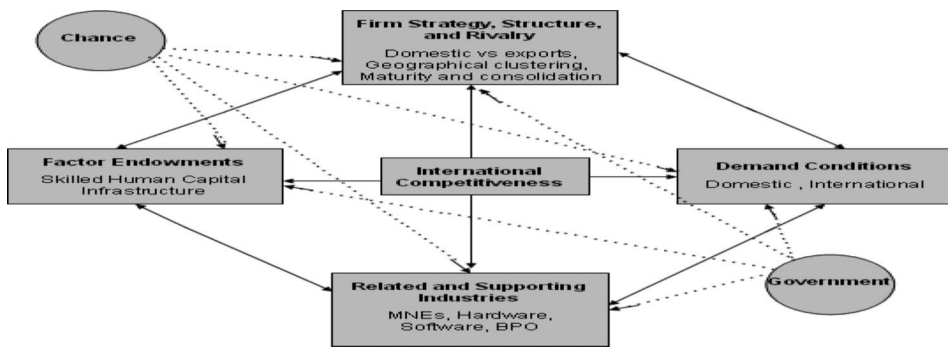 Chance
Firm Strategy, Structure,
and Rivalry
Domestic vs exports,
Geographical clustering,
Maturity and consolidation
Factor Endowments
Skilled Human Capital
Infrastructure
International
Competitiveness
Demand Conditions
Domestic , International
Related and Supporting
Industries
MNEs, Hardware,
Software, BPO
Government